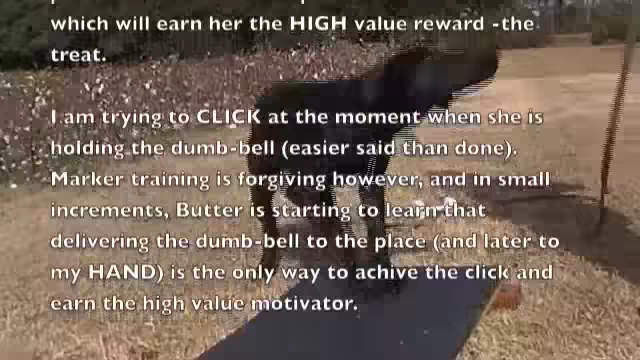 which will earn her the HIGH value reward -the
treat.
I am trying to CLICK at the moment when she is
holding the dumb-bell (easier said than done).
Marker training is forgiving however, and in small
increments, Butter is starting to learn that
delivering the dumb-bell to the place (and later to
my HAND) is the only way to achive the click and
earn the high value motivator.